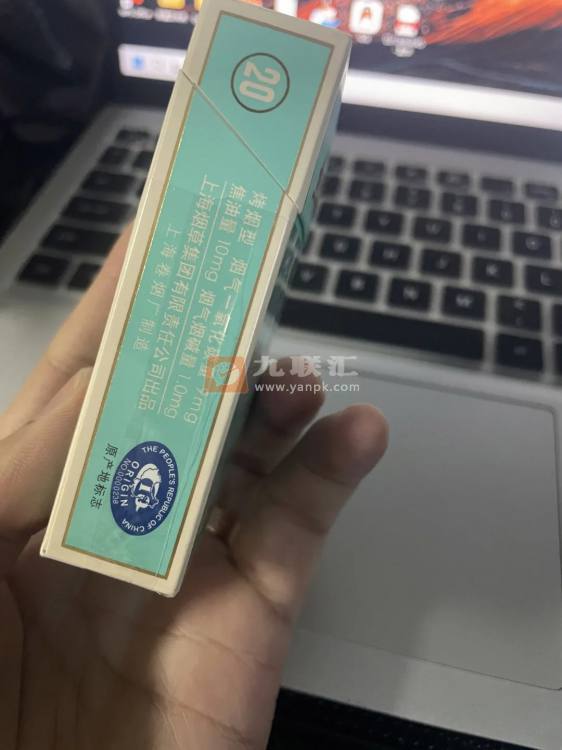 20
烤烟型 烟气一氧化碳量 mg
焦油量 10mg 烟气烟碱量 1.0mg
上海烟草集团有限责任公司出品
上海卷烟厂制造
THE PEOPLE'S REPUBLIC OF CHINA
ORIGIN
NO.0000238
原产地标志
九联汇
www.yanpk.com